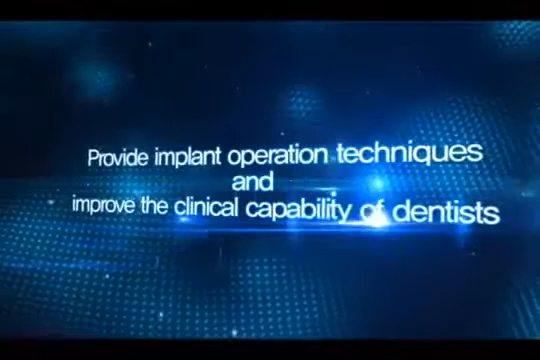 Provide implant operation techniques
and
improve the clinical capability of dentists